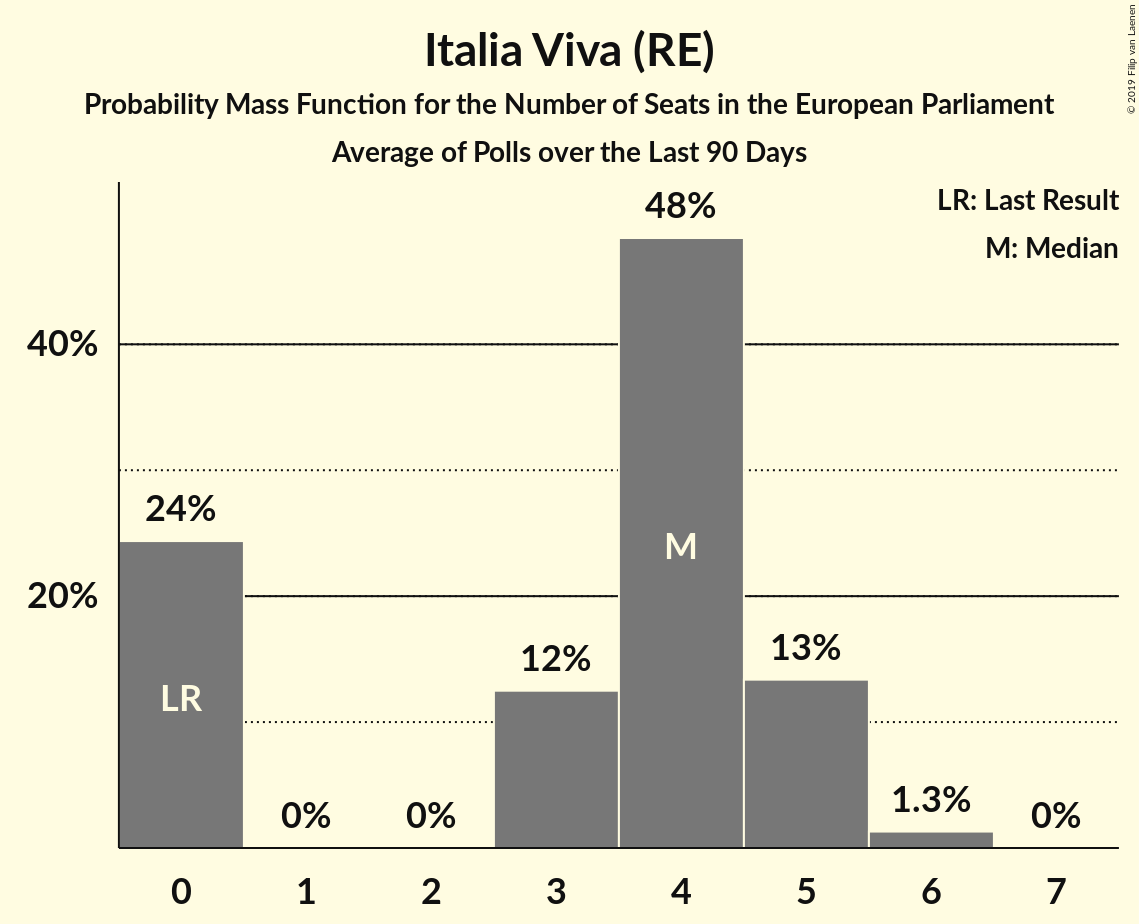 Italia Viva (RE)
Probability Mass Function for the Number of Seats in the European Parliament
Average of Polls over the Last 90 Days
© 2019 Filip van Laenen
LR: Last Result
M: Median
48%
40%
24%
M
20%
13%
12%
LR
1.3%
0%
0%
0%
0
1
2
3
4
5
6
7